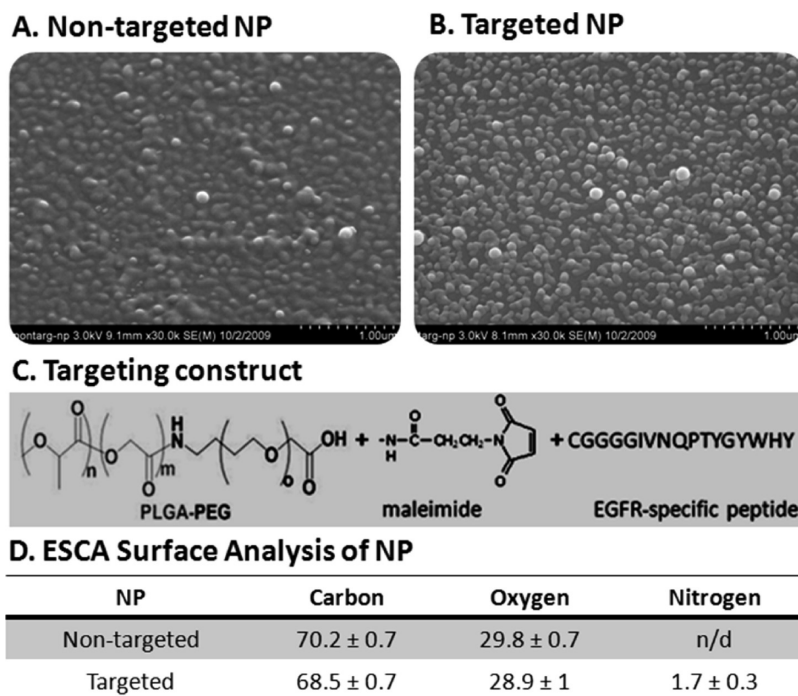 A. Non-targeted NP
B. Targeted NP
nontarg-np 3.0kV 9.1mm x30.0k SE(M) 10/2/2009 1.00um
targ-np 3.0kV 8.1mm x30.0k SE(M) 10/2/2009 1.00um
C. Targeting construct
O O n O O m H N O b O OH + -N H O C -CH₂CH₂-N O O + CGGGGIVNQPTYGYWHY
PLGA-PEG maleimide EGFR-specific peptide
D. ESCA Surface Analysis of NP
NP Carbon Oxygen Nitrogen
Non-targeted 70.2 ± 0.7 29.8 ± 0.7 n/d
Targeted 68.5 ± 0.7 28.9 ± 1 1.7 ± 0.3